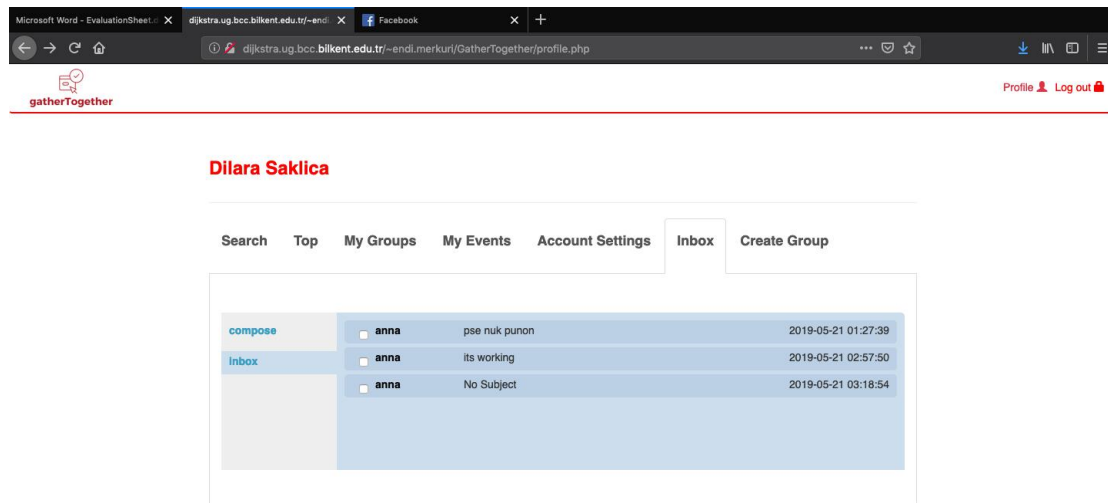 Microsoft Word - EvaluationSheet.d dijkstra.ug.bcc.bilkent.edu.tr/~endi. Facebook
dijkstra.ug.bcc.bilkent.edu.tr/~endi.merkuri/GatherTogether/profile.php
gatherTogether
Profile Log out
Dilara Saklica
Search Top My Groups My Events Account Settings Inbox Create Group
compose
inbox
anna pse nuk punon 2019-05-21 01:27:39
anna its working 2019-05-21 02:57:50
anna No Subject 2019-05-21 03:18:54